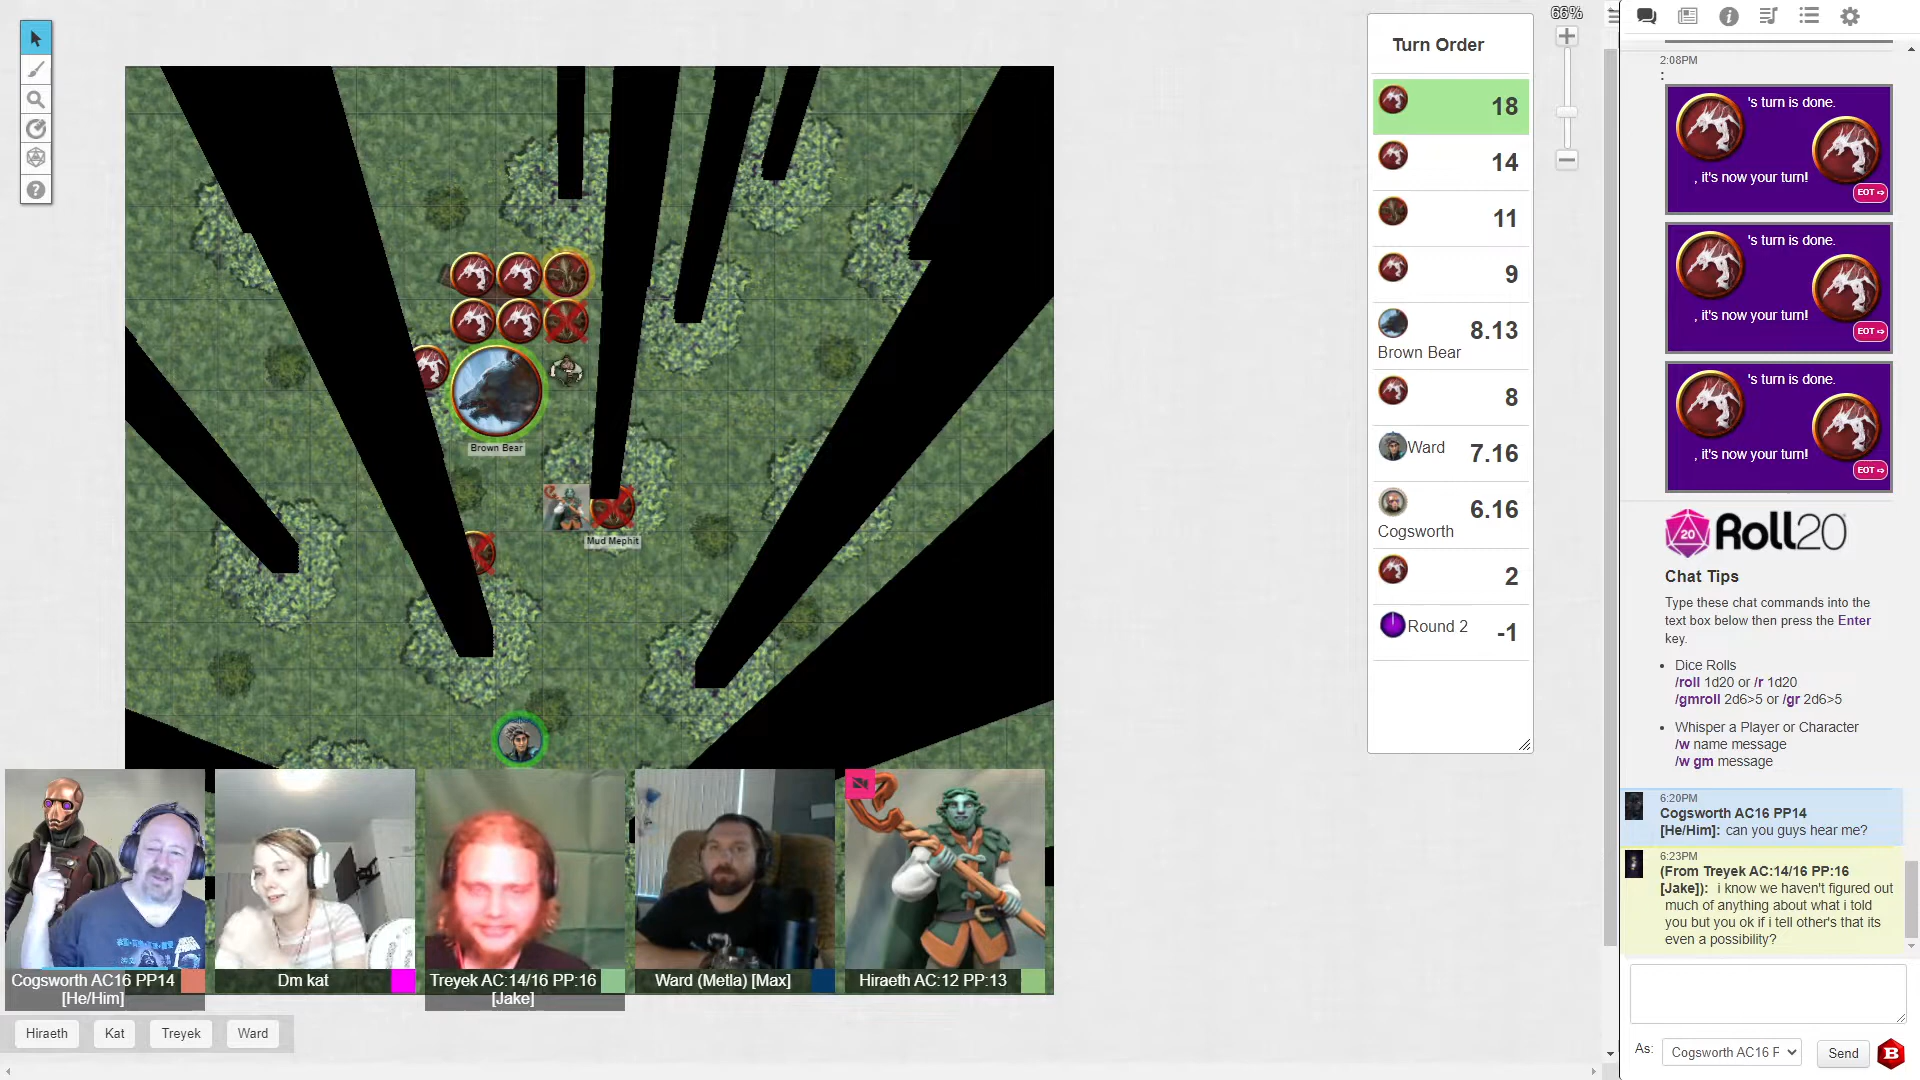 66%
Turn Order
18
14
11
9
8.13
Brown Bear
8
Ward
7.16
6.16
Cogsworth
2
Round 2
-1
Brown Bear
Mud Mephit
Cogsworth AC16 PP14
[He/Him]
Dm kat
Treyek AC:14/16 PP:16
[Jake]
Ward (Metla) [Max]
Hiraeth AC:12 PP:13
Hiraeth
Kat
Treyek
Ward
2:08PM
:
's turn is done.
, it's now your turn!
EOT ⇨
's turn is done.
, it's now your turn!
EOT ⇨
's turn is done.
, it's now your turn!
EOT ⇨
20
Roll20
Chat Tips
Type these chat commands into the
text box below then press the Enter
key.
Dice Rolls
/roll 1d20 or /r 1d20
/gmroll 2d6>5 or /gr 2d6>5
Whisper a Player or Character
/w name message
/w gm message
6:20PM
Cogsworth AC16 PP14
[He/Him]: can you guys hear me?
6:23PM
(From Treyek AC:14/16 PP:16
[Jake]): i know we haven't figured out
much of anything about what i told
you but you ok if i tell other's that its
even a possibility?
As:
Cogsworth AC16 F
Send
B